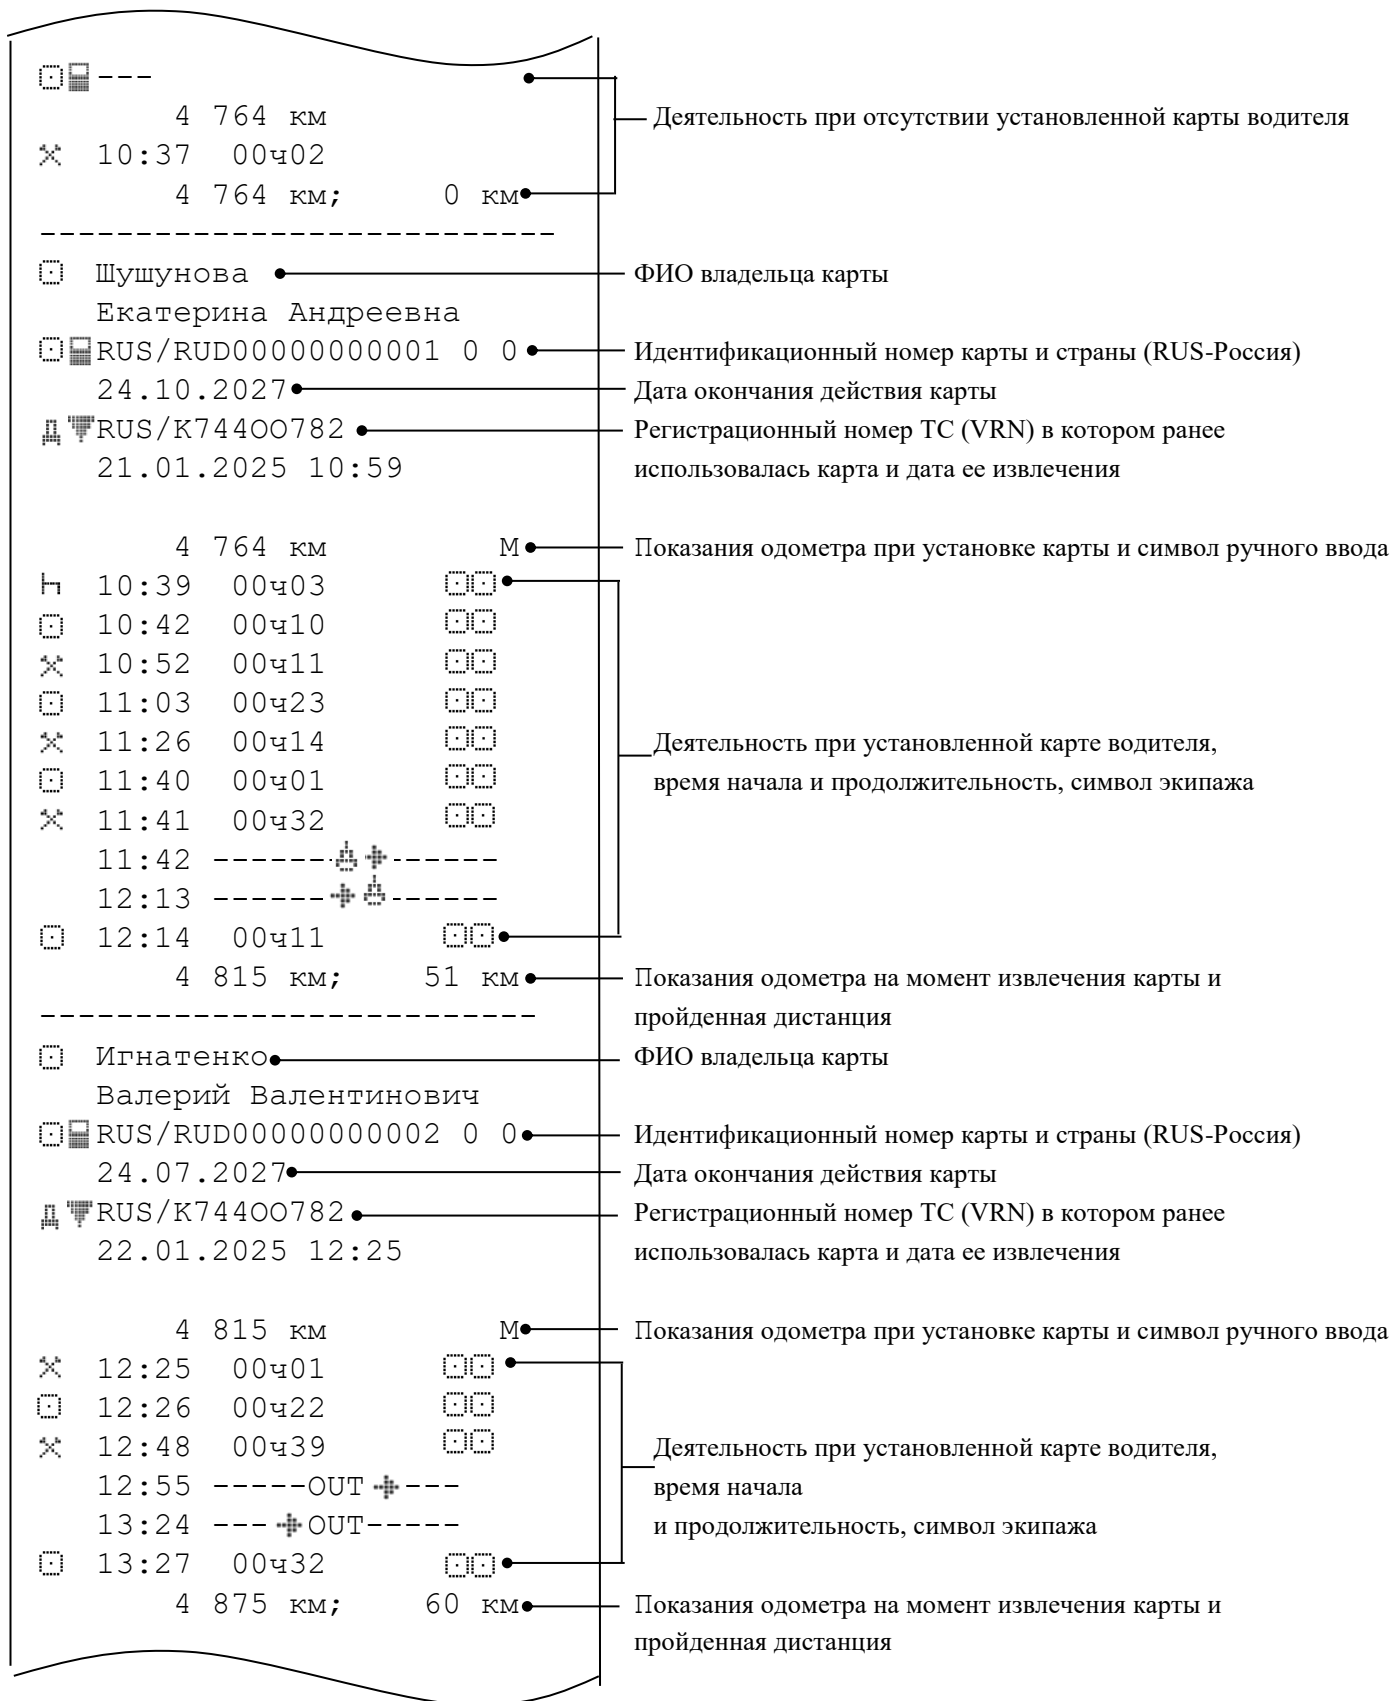 ---
4 764 км
Деятельность при отсутствии установленной карты водителя
10:37 00ч02
4 764 км; 0 км
---------------------------
Шушунова
ФИО владельца карты
Екатерина Андреевна
RUS/RUD00000000001 0 0
Идентификационный номер карты и страны (RUS-Россия)
24.10.2027
Дата окончания действия карты
RUS/К744ОО782
Регистрационный номер ТС (VRN) в котором ранее
21.01.2025 10:59
использовалась карта и дата ее извлечения
4 764 км М
Показания одометра при установке карты и символ ручного ввода
10:39 00ч03
10:42 00ч10
10:52 00ч11
11:03 00ч23
11:26 00ч14
Деятельность при установленной карте водителя,
11:40 00ч01
время начала и продолжительность, символ экипажа
11:41 00ч32
11:42 ------ ------
12:13 ------ ------
12:14 00ч11
4 815 км; 51 км
Показания одометра на момент извлечения карты и
--------------------------
пройденная дистанция
Игнатенко
ФИО владельца карты
Валерий Валентинович
RUS/RUD00000000002 0 0
Идентификационный номер карты и страны (RUS-Россия)
24.07.2027
Дата окончания действия карты
RUS/К744ОО782
Регистрационный номер ТС (VRN) в котором ранее
22.01.2025 12:25
использовалась карта и дата ее извлечения
4 815 км М
Показания одометра при установке карты и символ ручного ввода
12:25 00ч01
12:26 00ч22
12:48 00ч39
Деятельность при установленной карте водителя,
12:55 -----OUT ---
время начала
13:24 --- OUT-----
и продолжительность, символ экипажа
13:27 00ч32
4 875 км; 60 км
Показания одометра на момент извлечения карты и
пройденная дистанция